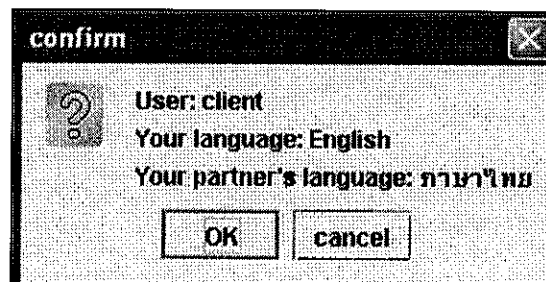 confirm
User: client
Your language: English
Your partner's language: ภาษาไทย
OK cancel